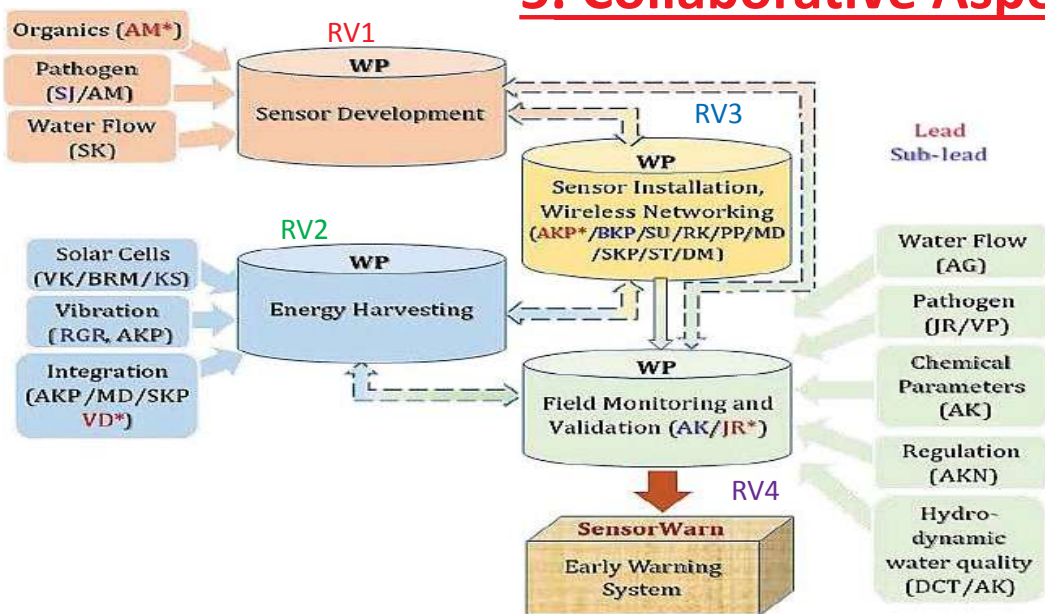 5. Collaborative Aspe
Organics (AM*)
Pathogen
(SJ/AM)
Water Flow
(SK)
RV1
WP
Sensor Development
RV3
Lead
Sub-lead
WP
Sensor Installation,
Wireless Networking
(AKP*/BKP/SU/RK/PP/MD
/SKP/ST/DM)
RV2
Solar Cells
(VK/BRM/KS)
Vibration
(RGR, AKP)
Integration
(AKP/MD/SKP
VD*)
WP
Energy Harvesting
Water Flow
(AG)
Pathogen
(JR/VP)
Chemical
Parameters
(AK)
Regulation
(AKN)
Hydro-
dynamic
water quality
(DCT/AK)
WP
Field Monitoring and
Validation (AK/JR*)
RV4
SensorWarn
Early Warning
System